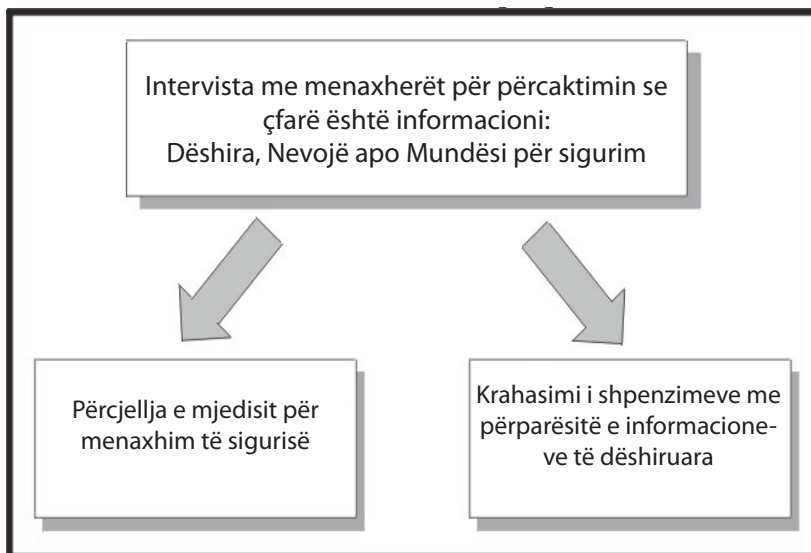 Intervista me menaxherët për përcaktimin se
çfarë është informacioni:
Dëshira, Nevojë apo Mundësi për sigurim
Përcjellja e mjedisit për
menaxhim të sigurisë
Krahasimi i shpenzimeve me
përparësitë e informacione-
ve të dëshiruara